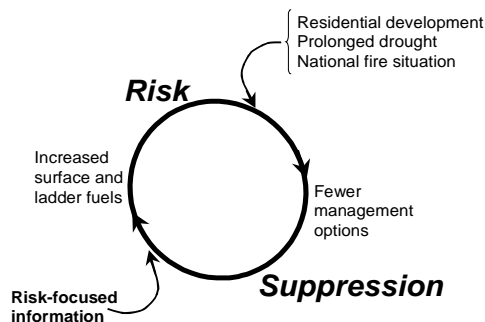 Residential development
Prolonged drought
National fire situation
Risk
Increased
surface and
ladder fuels
Fewer
management
options
Suppression
Risk-focused
information